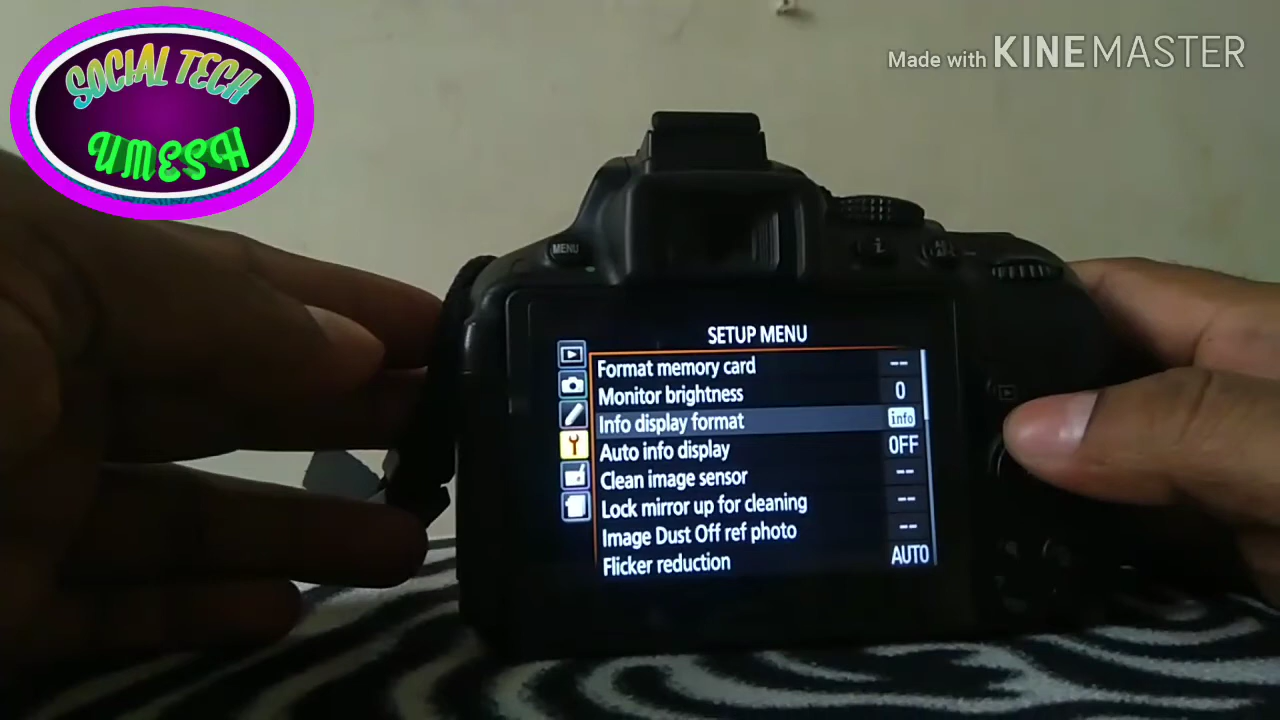 SOCIAL TECH
UMESH
Made with KINEMASTER
MENU
i
SETUP MENU
Format memory card --
Monitor brightness 0
Info display format info
Auto info display OFF
Clean image sensor --
Lock mirror up for cleaning --
Image Dust Off ref photo --
Flicker reduction AUTO